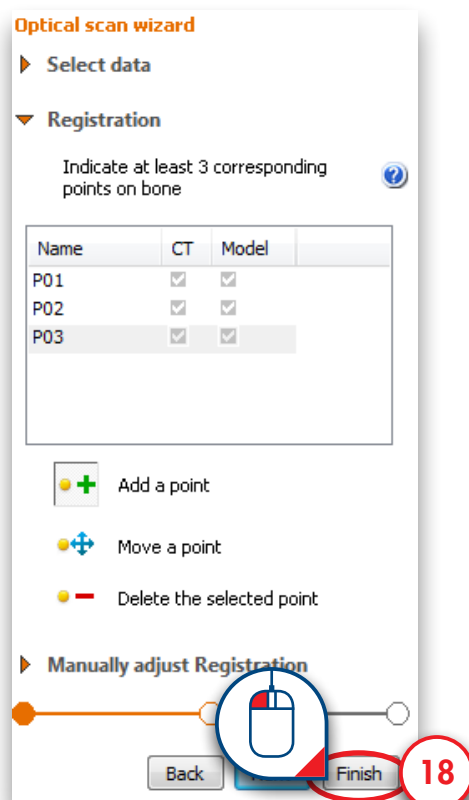 Optical scan wizard
Select data
Registration
Indicate at least 3 corresponding
points on bone
?
Name CT Model
P01
P02
P03
Add a point
Move a point
Delete the selected point
Manually adjust Registration
Back Finish 18